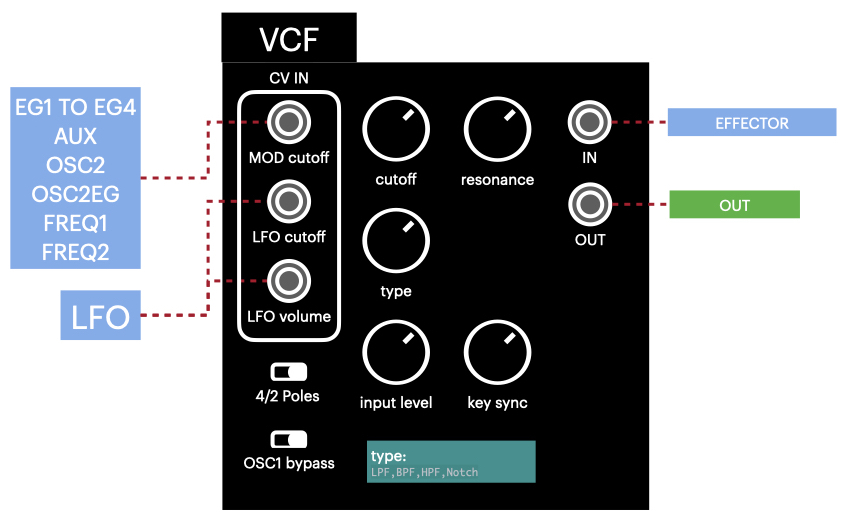 VCF
CV IN
EG1 TO EG4
AUX
OSC2
OSC2EG
FREQ1
FREQ2
LFO
MOD cutoff
LFO cutoff
LFO volume
4/2 Poles
OSC1 bypass
cutoff
resonance
type
input level
key sync
type:
LPF,BPF,HPF,Notch
IN
OUT
EFFECTOR
OUT